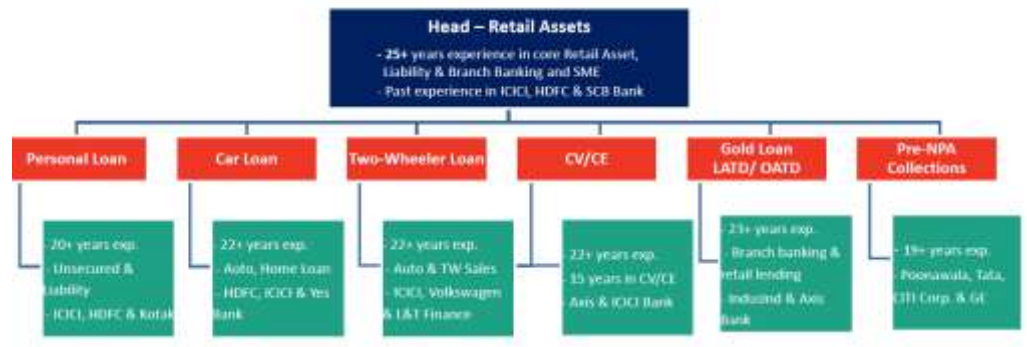 Head – Retail Assets
- 25+ years experience in core Retail Asset,
Liability & Branch Banking and SME
- Past experience in ICICI, HDFC & SCB Bank
Personal Loan
Car Loan
Two-Wheeler Loan
CV/CE
Gold Loan
LATD/ OATD
Pre-NPA
Collections
- 20+ years exp.
- Unsecured &
Liability
- ICICI, HDFC & Kotak
- 22+ years exp.
- Auto, Home Loan
- HDFC, ICICI & Yes
Bank
- 22+ years exp.
- Auto & TW Sales
- ICICI, Volkswagen
& L&T Finance
- 22+ years exp.
- 15 years in CV/CE
- Axis & ICICI Bank
- 23+ years exp.
- Branch banking &
retail lending
- Indusind & Axis
Bank
- 19+ years exp.
- Poonawala, Tata,
CITI Corp. & GE